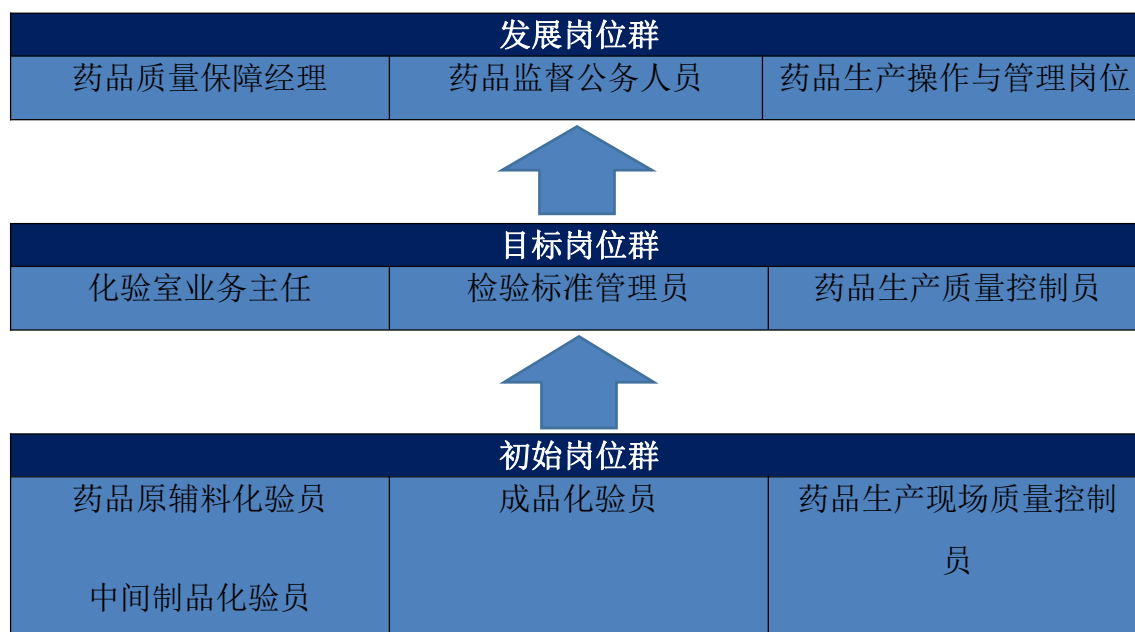 发展岗位群
药品质量保障经理
药品监督公务人员
药品生产操作与管理岗位
目标岗位群
化验室业务主任
检验标准管理员
药品生产质量控制员
初始岗位群
药品原辅料化验员
中间制品化验员
成品化验员
药品生产现场质量控制
员